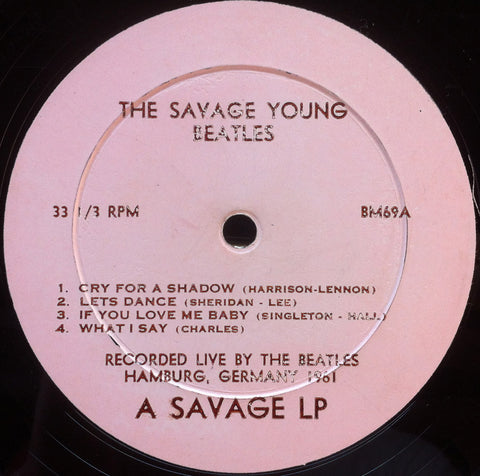 THE SAVAGE YOUNG
BEATLES
33 1/3 RPM BM69A
1. CRY FOR A SHADOW (HARRISON-LENNON)
2. LETS DANCE (SHERIDAN - LEE)
3. IF YOU LOVE ME BABY (SINGLETON - HALL)
4. WHAT I SAY (CHARLES)
RECORDED LIVE BY THE BEATLES
HAMBURG, GERMANY 1961
A SAVAGE LP